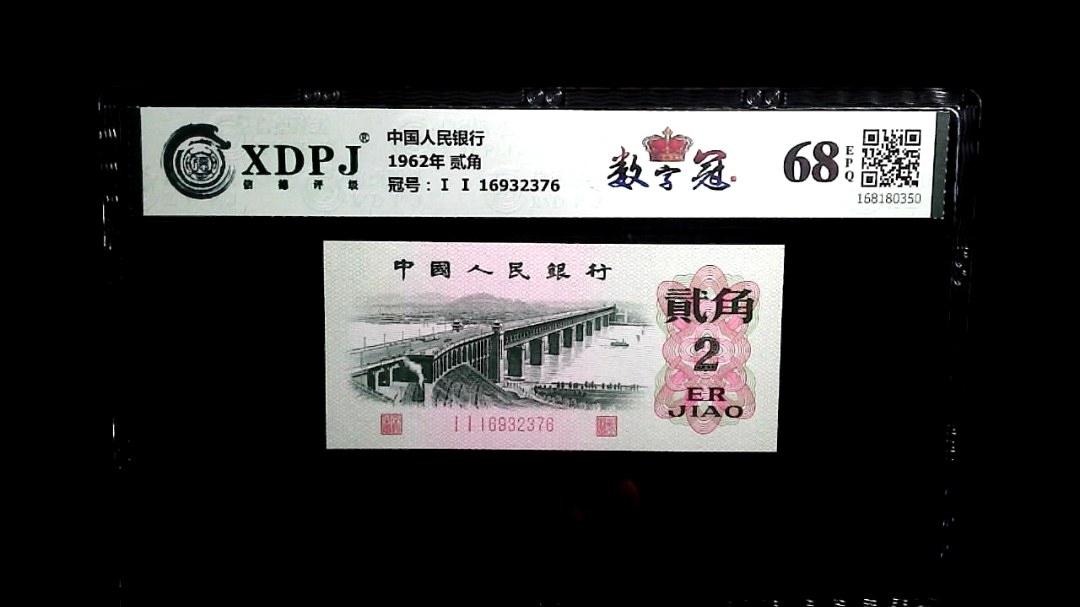 XDPJ®
信德评级
中国人民银行
1962年 贰角
冠号：I I 16932376
数字冠
68 EPQ
168180350
中國人民銀行
貳角
2
ER
JIAO
I I 16932376